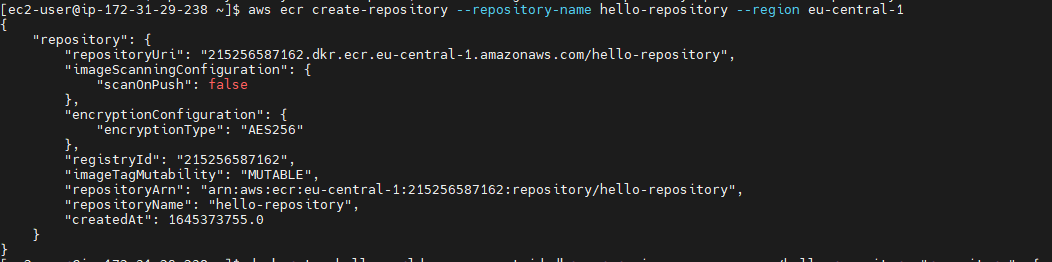 [ec2-user@ip-172-31-29-238 ~]$ aws ecr create-repository --repository-name hello-repository --region eu-central-1
{
    "repository": {
        "repositoryUri": "215256587162.dkr.ecr.eu-central-1.amazonaws.com/hello-repository",
        "imageScanningConfiguration": {
            "scanOnPush": false
        },
        "encryptionConfiguration": {
            "encryptionType": "AES256"
        },
        "registryId": "215256587162",
        "imageTagMutability": "MUTABLE",
        "repositoryArn": "arn:aws:ecr:eu-central-1:215256587162:repository/hello-repository",
        "repositoryName": "hello-repository",
        "createdAt": 1645373755.0
    }
}